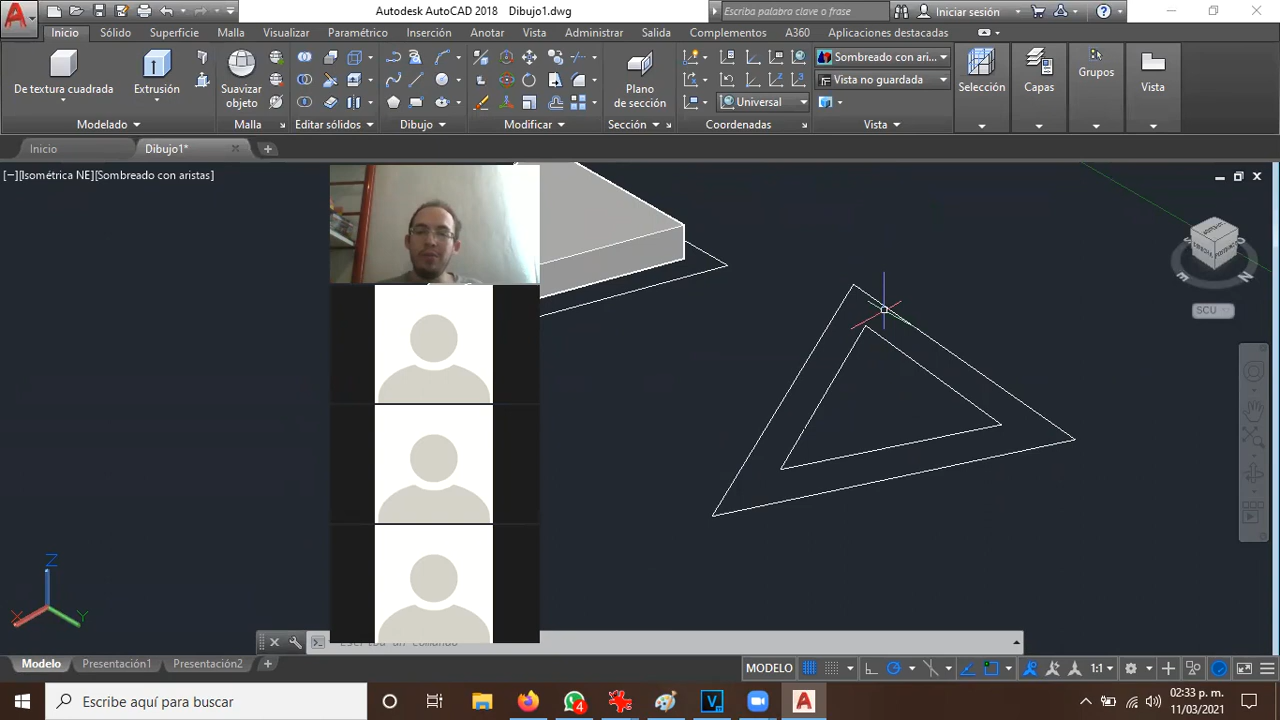 Autodesk AutoCAD 2018 Dibujo1.dwg
Escriba palabra clave o frase
Iniciar sesión
Inicio Sólido Superficie Malla Visualizar Paramétrico Inserción Anotar Vista Administrar Salida Complementos A360 Aplicaciones destacadas
Sombreado con ari...
Vista no guardada
Universal
De textura cuadrada
Extrusión
Suavizar objeto
Plano de sección
Selección
Capas
Grupos
Vista
Modelado Malla Editar sólidos Dibujo Modificar Sección Coordenadas Vista
Inicio Dibujo1*
[−][Isométrica NE][Sombreado con aristas]
E N
SCU
Z
X Y
Modelo Presentación1 Presentación2
MODELO 1:1
Escribe aquí para buscar
4
02:33 p. m.
11/03/2021